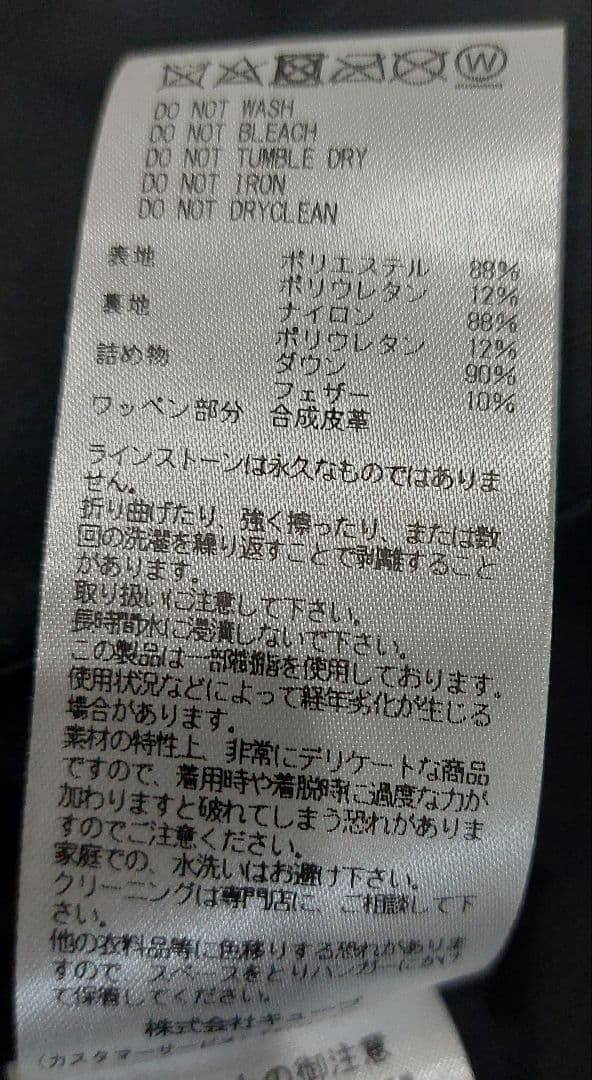 W
DO NOT WASH
DO NOT BLEACH
DO NOT TUMBLE DRY
DO NOT IRON
DO NOT DRYCLEAN
表地 ポリエステル 88%
ポリウレタン 12%
裏地 ナイロン 88%
ポリウレタン 12%
詰め物 ダウン 90%
フェザー 10%
ワッペン部分 合成皮革
ラインストーンは永久なものではありま
せん。
折り曲げたり、強く擦ったり、または数
回の洗濯を繰り返すことで剥離すること
があります。
取り扱いに注意して下さい。
長時間水に浸漬しないで下さい。
この製品は一部樹脂を使用しております。
使用状況などによって経年劣化が生じる
場合があります。
素材の特性上、非常にデリケートな商品
ですので、着用時や着脱時に過度な力が
加わりますと破れてしまう恐れがありま
すのでご注意ください。
家庭での、水洗いはお避け下さい。
クリーニングは専門店に、ご相談して下
さい。
他の衣料品等に色移りする恐れがありま
すので スペースをとりハンガーにかけ
て保管してください。
株式会社キューブ
(カスタマーサービス
の御注意